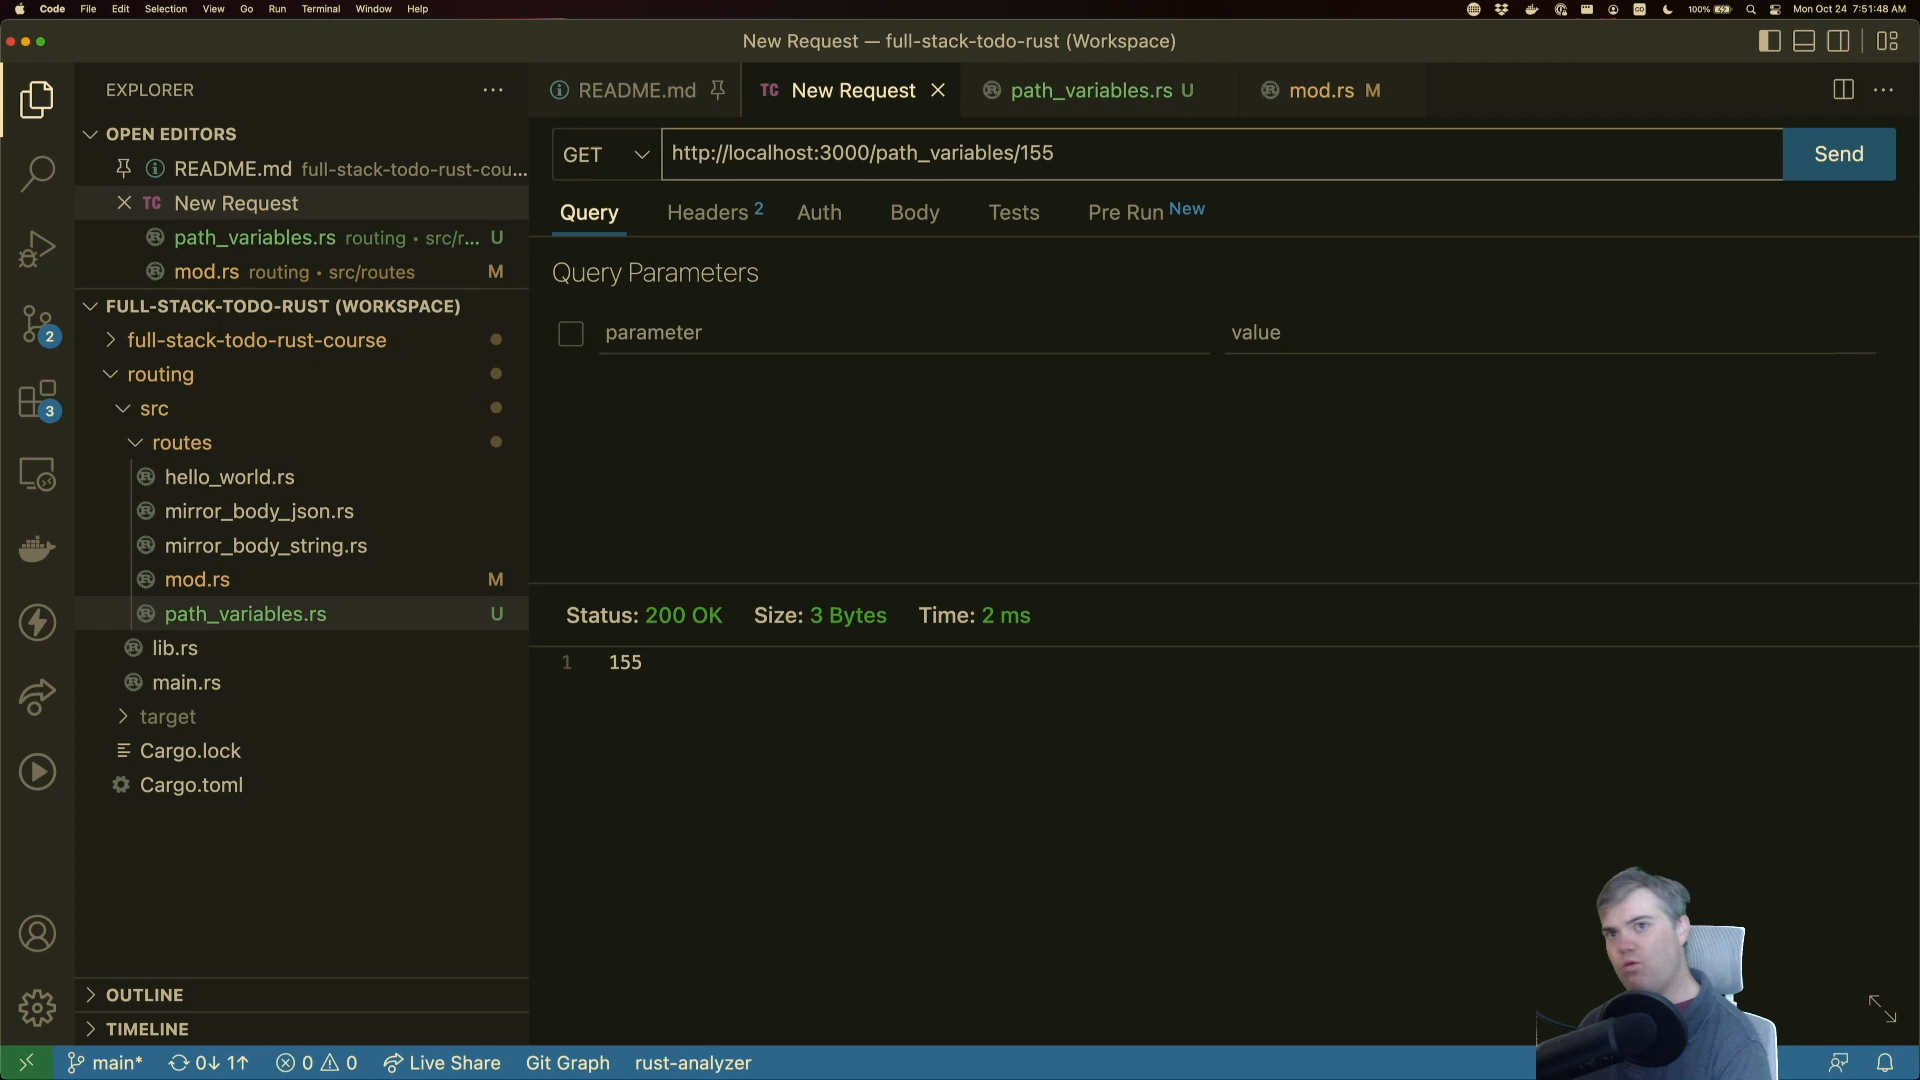 Code File Edit Selection View Go Run Terminal Window Help
100% Mon Oct 24 7:51:48 AM
New Request — full-stack-todo-rust (Workspace)
EXPLORER
README.md
TC New Request
path_variables.rs U
mod.rs M
OPEN EDITORS
README.md full-stack-todo-rust-cou...
TC New Request
path_variables.rs routing • src/r... U
mod.rs routing • src/routes M
FULL-STACK-TODO-RUST (WORKSPACE)
full-stack-todo-rust-course
routing
src
routes
hello_world.rs
mirror_body_json.rs
mirror_body_string.rs
mod.rs M
path_variables.rs U
lib.rs
main.rs
target
Cargo.lock
Cargo.toml
OUTLINE
TIMELINE
2
3
GET http://localhost:3000/path_variables/155 Send
Query Headers 2 Auth Body Tests Pre Run New
Query Parameters
parameter value
Status: 200 OK Size: 3 Bytes Time: 2 ms
1 155
main* 0↓ 1↑ 0 0 Live Share Git Graph rust-analyzer